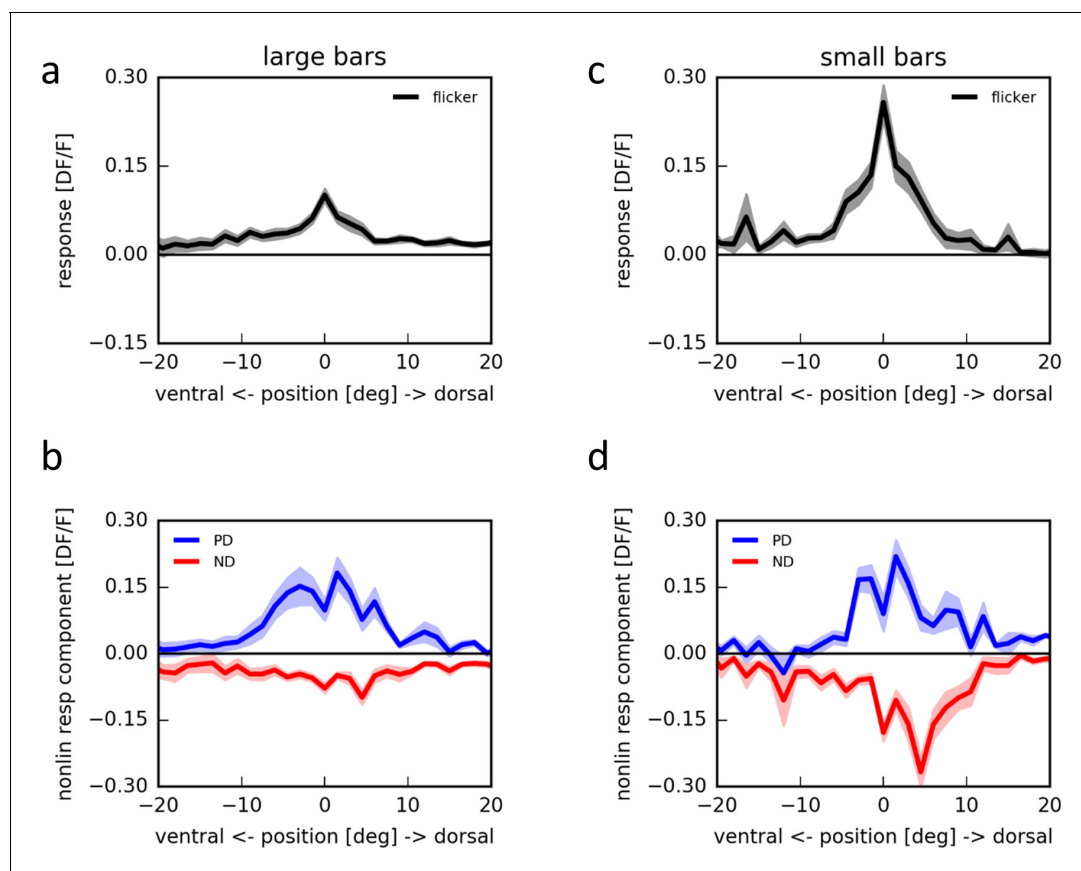 a
large bars
response [DF/F]
0.30
0.15
0.00
−0.15
flicker
−20
−10
0
10
20
ventral <- position [deg] -> dorsal
c
small bars
response [DF/F]
0.30
0.15
0.00
−0.15
flicker
−20
−10
0
10
20
ventral <- position [deg] -> dorsal
b
nonlin resp component [DF/F]
0.30
0.15
0.00
−0.15
−0.30
PD
ND
−20
−10
0
10
20
ventral <- position [deg] -> dorsal
d
nonlin resp component [DF/F]
0.30
0.15
0.00
−0.15
−0.30
PD
ND
−20
−10
0
10
20
ventral <- position [deg] -> dorsal